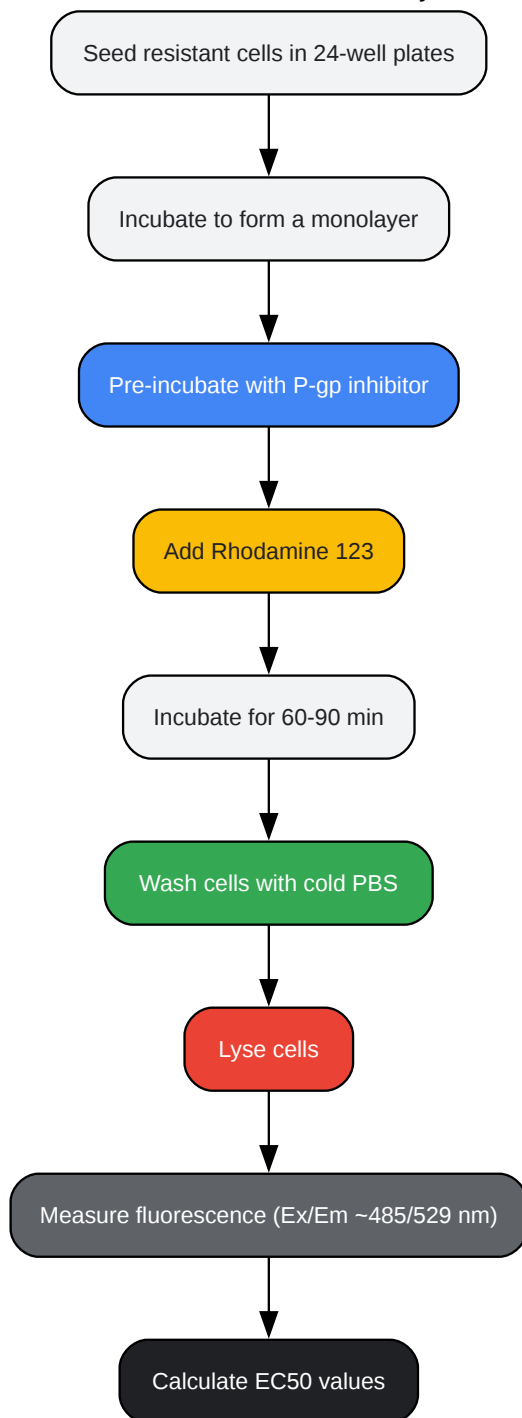 Seed resistant cells in 24-well plates
Incubate to form a monolayer
Pre-incubate with P-gp inhibitor
Add Rhodamine 123
Incubate for 60-90 min
Wash cells with cold PBS
Lyse cells
Measure fluorescence (Ex/Em ~485/529 nm)
Calculate EC50 values